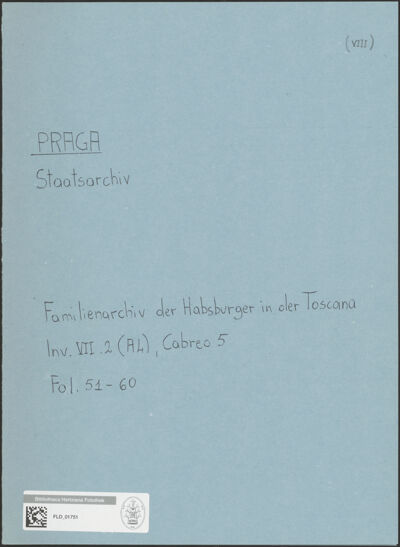 (VIII)
PRAGA
Staatsarchiv
Familienarchiv der Habsburger in der Toscana
Inv. VII.2 (A4), Cabreo 5
Fol. 51-60
Bibliotheca Hertziana Fotothek
FLD_01751